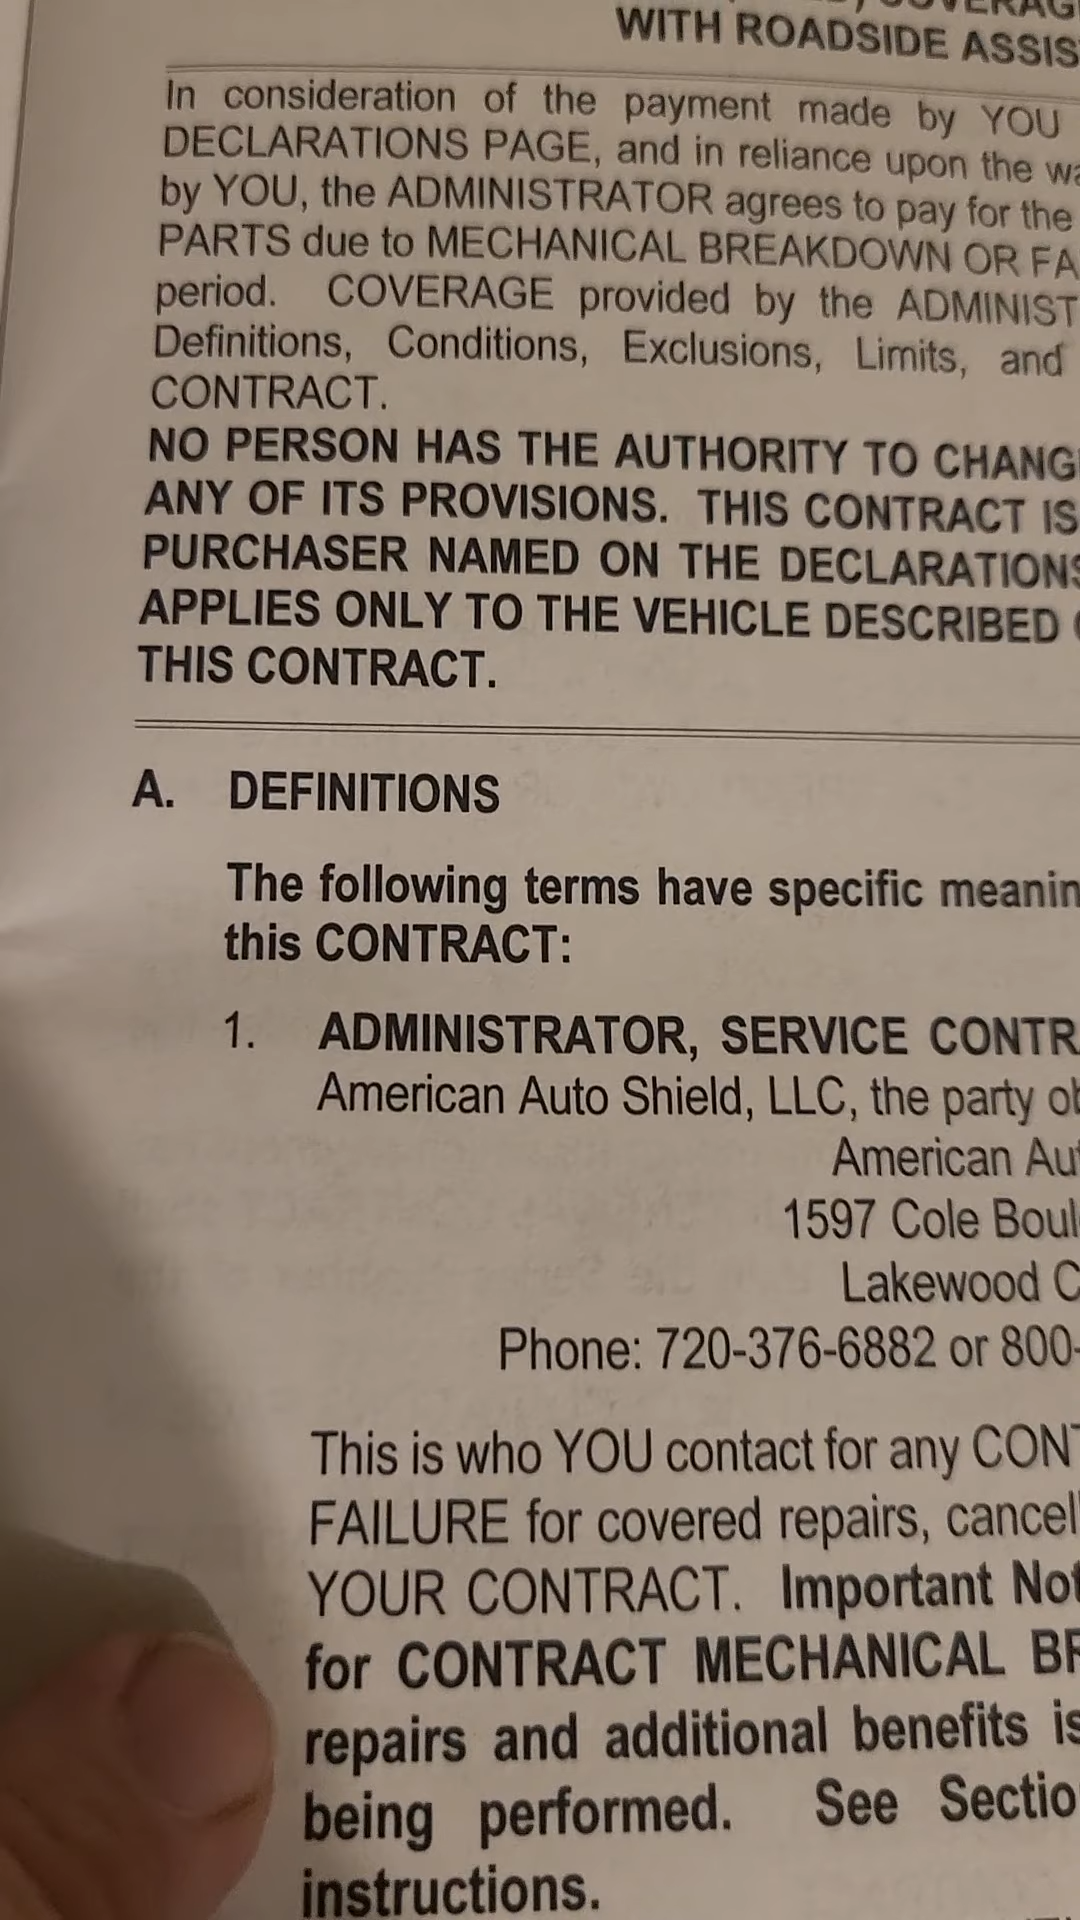 WITH ROADSIDE
In consideration of the payment made by YOU
DECLARATIONS PAGE, and in reliance upon the
by YOU, the ADMINISTRATOR agrees to pay for the
PARTS due to MECHANICAL BREAKDOWN OR
period. COVERAGE provided by the
Definitions, Conditions, Exclusions, Limits, and
CONTRACT.
NO PERSON HAS THE AUTHORITY TO
ANY OF ITS PROVISIONS. THIS CONTRACT IS
PURCHASER NAMED ON THE
APPLIES ONLY TO THE VEHICLE DESCRIBED
THIS CONTRACT.
A. DEFINITIONS
The following terms have specific
this CONTRACT:
1. ADMINISTRATOR, SERVICE
American Auto Shield, LLC, the party
American
1597 Cole
Lakewood
Phone: 720-376-6882 or 800-
This is who YOU contact for any
FAILURE for covered repairs,
YOUR CONTRACT. Important
for CONTRACT MECHANICAL
repairs and additional benefits is
being performed. See
instructions.